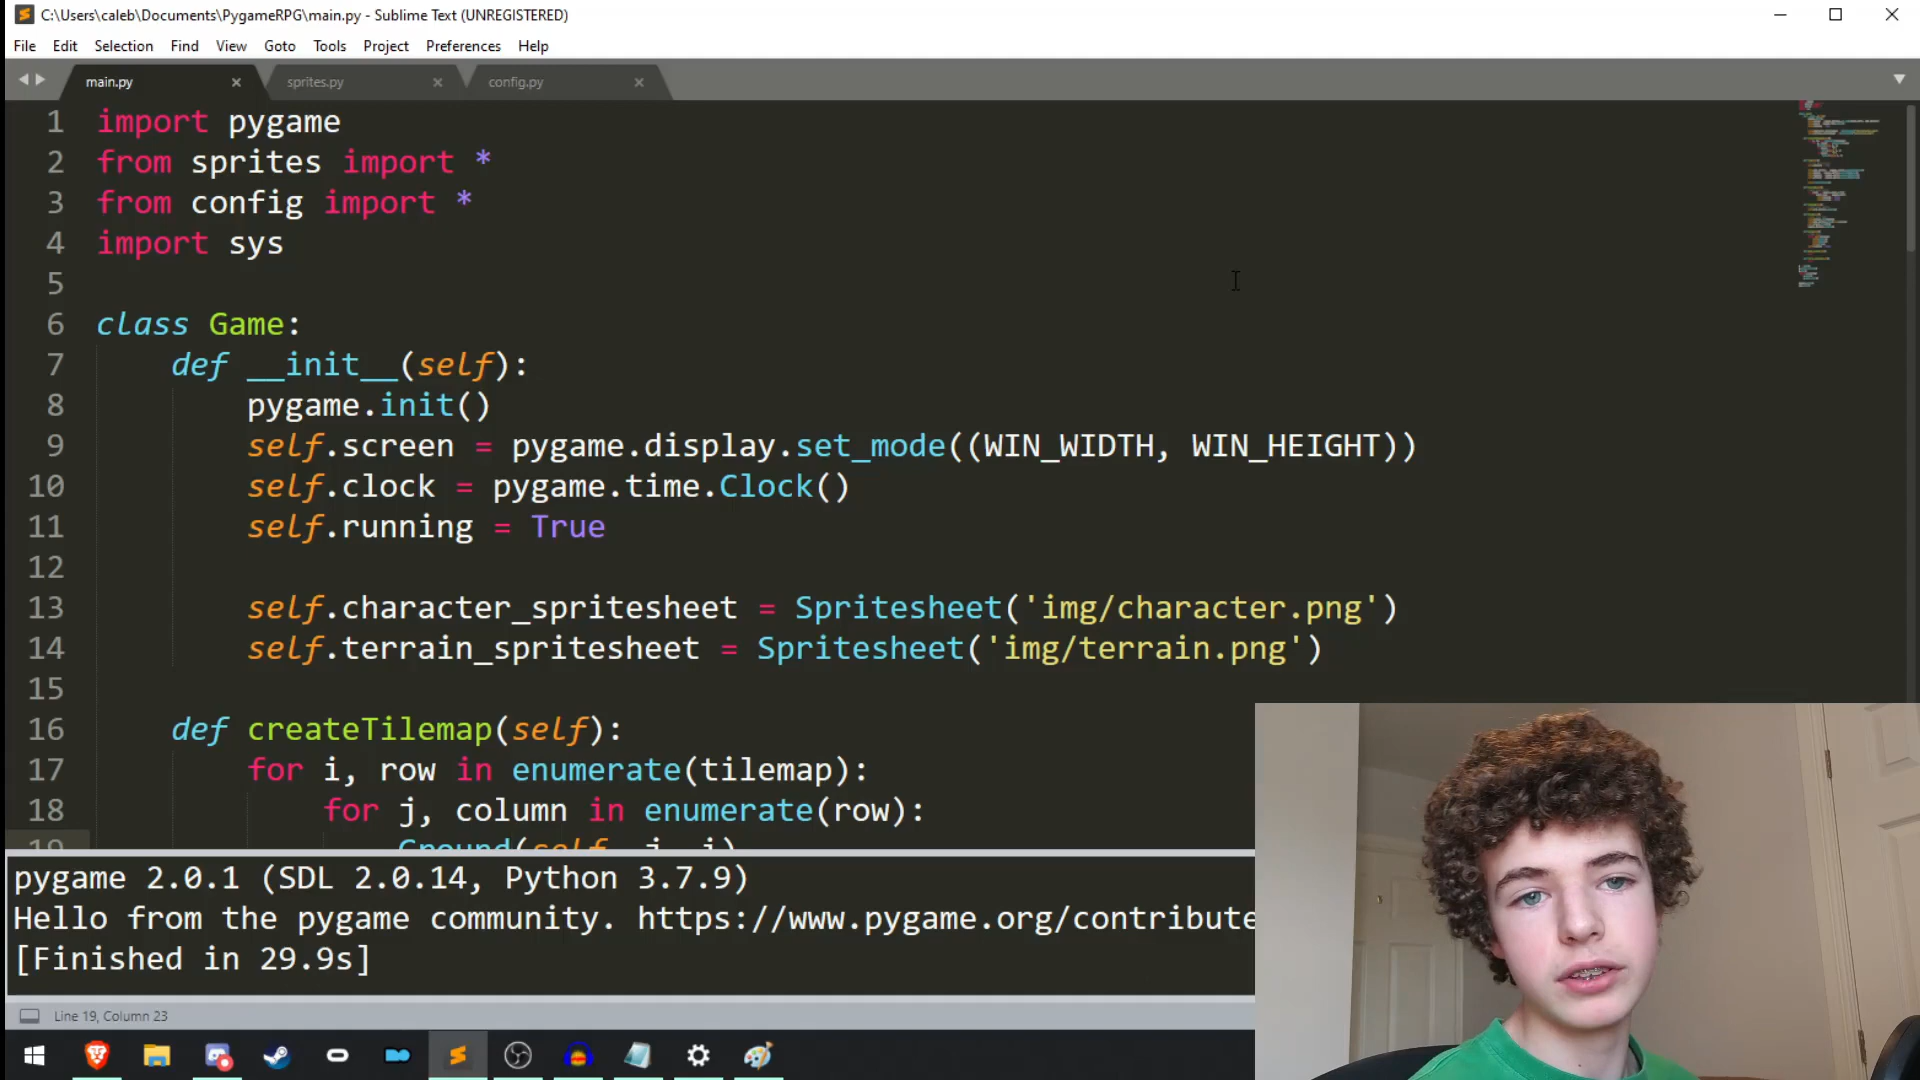 C:\Users\caleb\Documents\PygameRPG\main.py - Sublime Text (UNREGISTERED)
File Edit Selection Find View Goto Tools Project Preferences Help
main.py sprites.py config.py
1 import pygame
2 from sprites import *
3 from config import *
4 import sys
5
6 class Game:
7 def __init__(self):
8 pygame.init()
9 self.screen = pygame.display.set_mode((WIN_WIDTH, WIN_HEIGHT))
10 self.clock = pygame.time.Clock()
11 self.running = True
12
13 self.character_spritesheet = Spritesheet('img/character.png')
14 self.terrain_spritesheet = Spritesheet('img/terrain.png')
15
16 def createTilemap(self):
17 for i, row in enumerate(tilemap):
18 for j, column in enumerate(row):
19 Ground(self, j, i)
pygame 2.0.1 (SDL 2.0.14, Python 3.7.9)
Hello from the pygame community. https://www.pygame.org/contribute
[Finished in 29.9s]
Line 19, Column 23